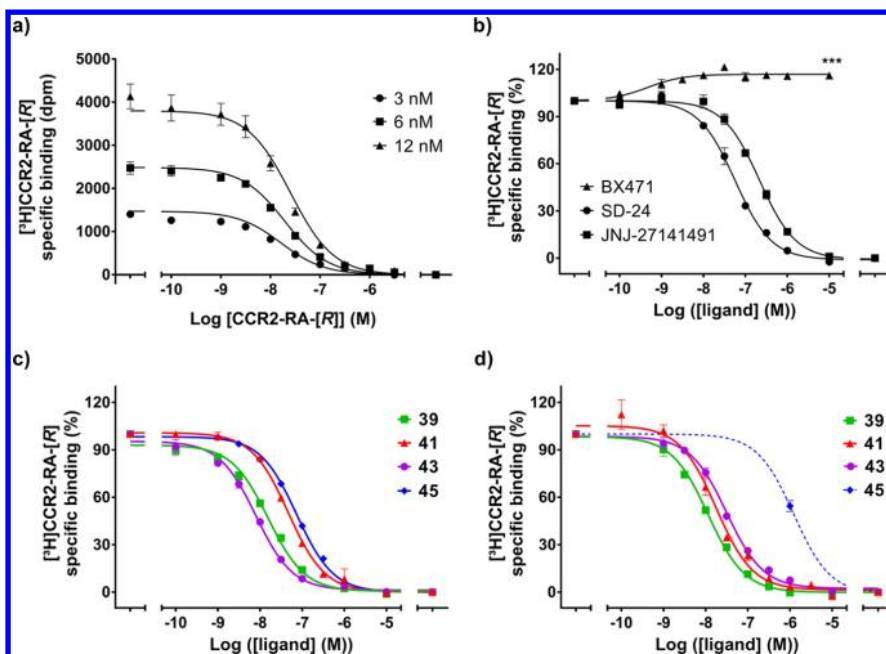 a)
[³H]CCR2-RA-[R]
specific binding (dpm)
5000
4000
3000
2000
1000
0
3 nM
6 nM
12 nM
-10 -9 -8 -7 -6
Log [CCR2-RA-[R]] (M)
b)
[³H]CCR2-RA-[R]
specific binding (%)
120
90
60
30
0
***
BX471
SD-24
JNJ-27141491
-10 -9 -8 -7 -6 -5
Log ([ligand] (M))
c)
[³H]CCR2-RA-[R]
specific binding (%)
120
90
60
30
0
39
41
43
45
-10 -9 -8 -7 -6 -5
Log ([ligand] (M))
d)
[³H]CCR2-RA-[R]
specific binding (%)
120
90
60
30
0
39
41
43
45
-10 -9 -8 -7 -6 -5
Log ([ligand] (M))